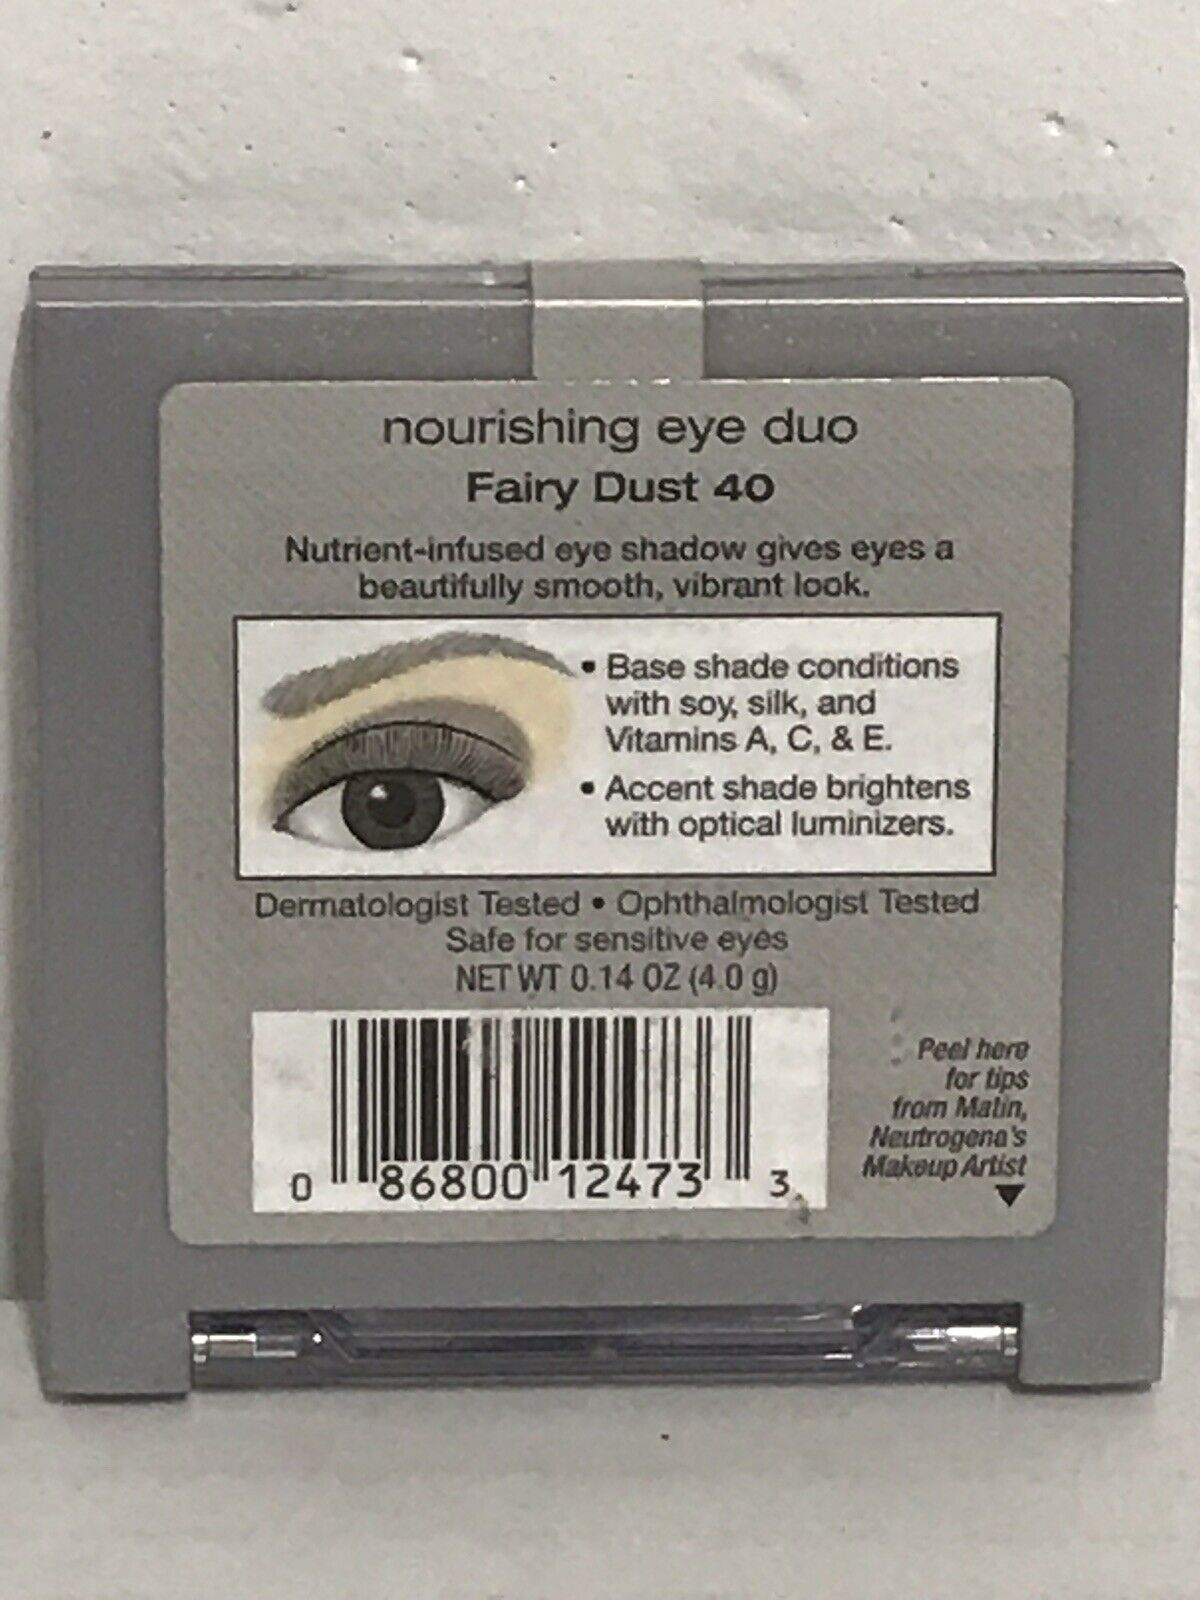 nourishing eye duo
Fairy Dust 40
Nutrient-infused eye shadow gives eyes a
beautifully smooth, vibrant look.
• Base shade conditions
with soy, silk, and
Vitamins A, C, & E.
• Accent shade brightens
with optical luminizers.
Dermatologist Tested • Ophthalmologist Tested
Safe for sensitive eyes
NET WT 0.14 OZ (4.0 g)
0 86800 12473 3
Peel here
for tips
from Matin,
Neutrogena's
Makeup Artist